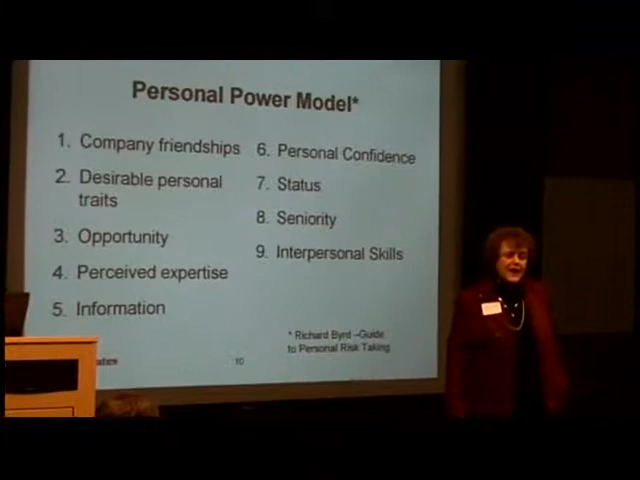 Personal Power Model*
1. Company friendships
2. Desirable personal
traits
3. Opportunity
4. Perceived expertise
5. Information
6. Personal Confidence
7. Status
8. Seniority
9. Interpersonal Skills
* Richard Byrd –Guide
to Personal Risk Taking
10